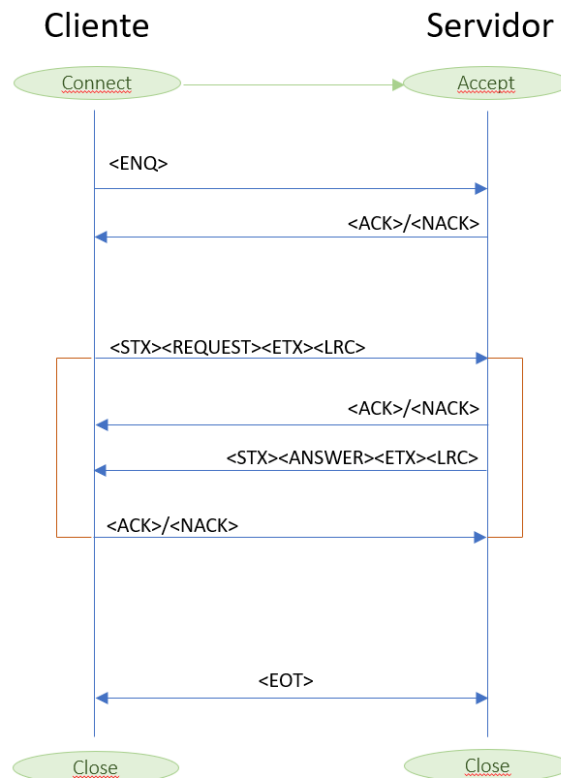 Cliente Servidor
Connect Accept
<ENQ>
<ACK>/<NACK>
<STX><REQUEST><ETX><LRC>
<ACK>/<NACK>
<STX><ANSWER><ETX><LRC>
<ACK>/<NACK>
<EOT>
Close Close